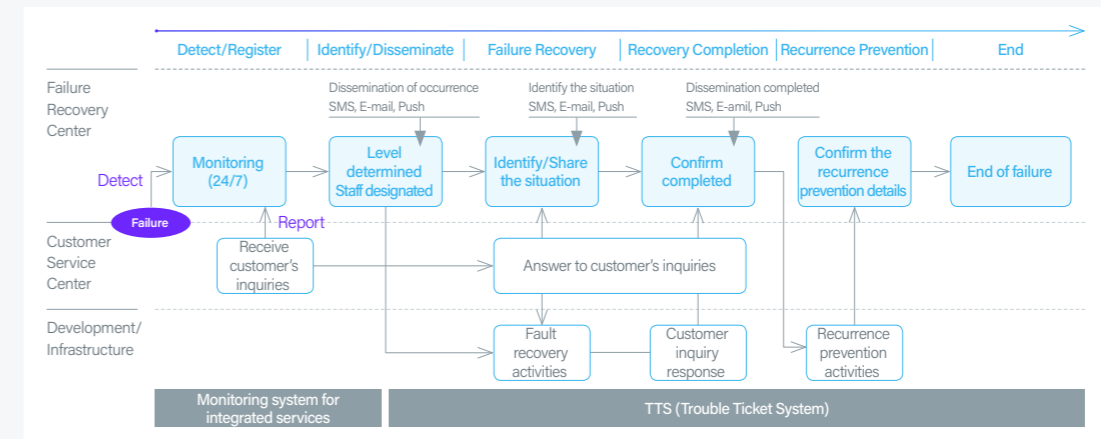 Detect/Register
Identify/Disseminate
Failure Recovery
Recovery Completion
Recurrence Prevention
End
Failure
Recovery
Center
Dissemination of occurrence
SMS, E-mail, Push
Identify the situation
SMS, E-mail, Push
Dissemination completed
SMS, E-amil, Push
Detect
Monitoring
(24/7)
Level
determined
Staff designated
Identify/Share
the situation
Confirm
completed
Confirm the
recurrence
prevention details
End of failure
Failure
Report
Customer
Service
Center
Receive
customer's
inquiries
Answer to customer's inquiries
Development/
Infrastructure
Fault
recovery
activities
Customer
inquiry
response
Recurrence
prevention
activities
Monitoring system for
integrated services
TTS (Trouble Ticket System)